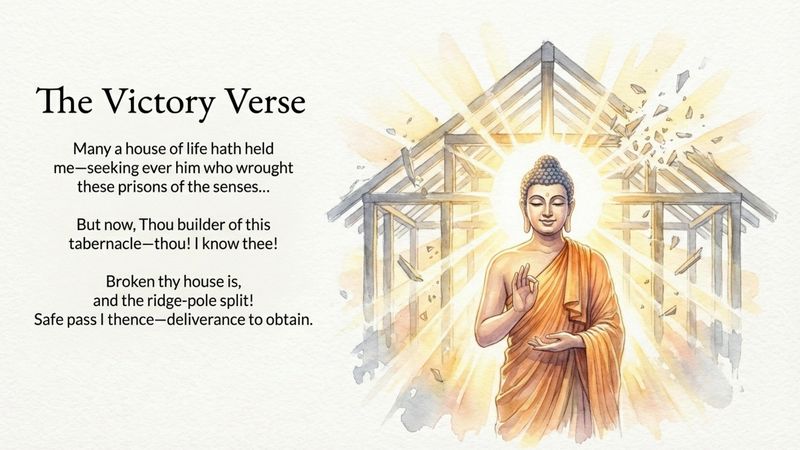 The Victory Verse
Many a house of life hath held
me—seeking ever him who wrought
these prisons of the senses...
But now, Thou builder of this
tabernacle—thou! I know thee!
Broken thy house is,
and the ridge-pole split!
Safe pass I thence—deliverance to obtain.